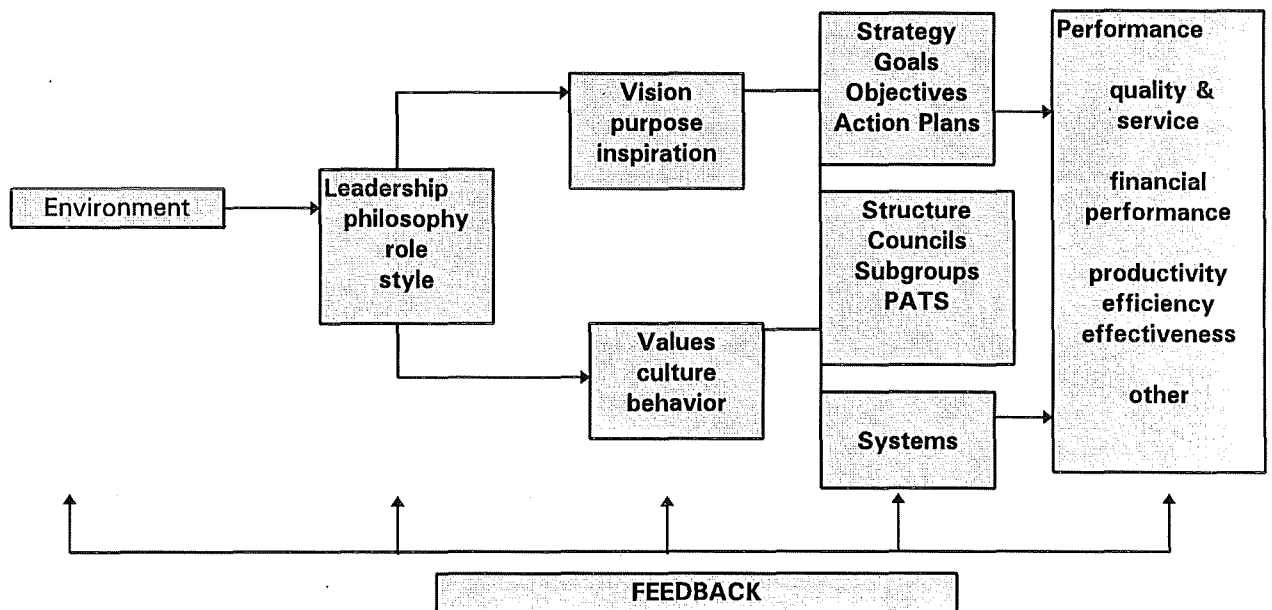 Environment
Leadership
philosophy
role
style
Vision
purpose
inspiration
Values
culture
behavior
Strategy
Goals
Objectives
Action Plans
Structure
Councils
Subgroups
PATS
Systems
Performance
quality &
service
financial
performance
productivity
efficiency
effectiveness
other
FEEDBACK